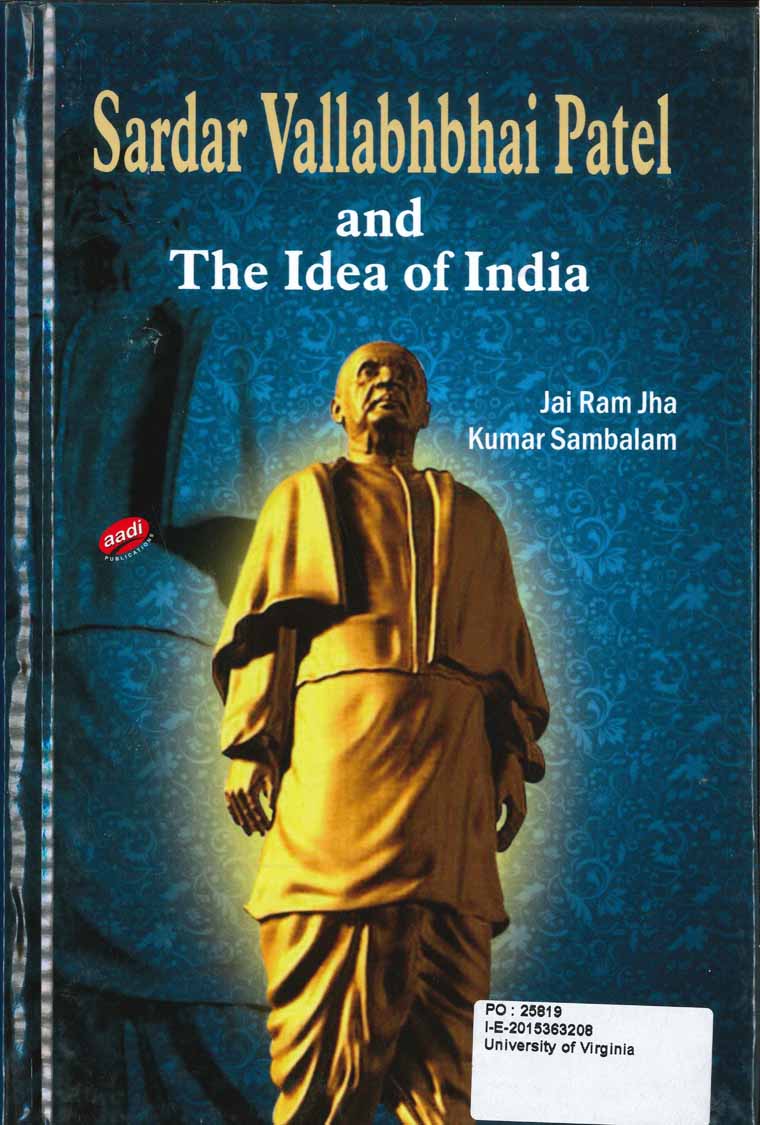 Sardar Vallabhbhai Patel
and
The Idea of India
Jai Ram Jha
Kumar Sambalam
aadi
PUBLICATIONS
PO : 25819
I-E-2015363208
University of Virginia